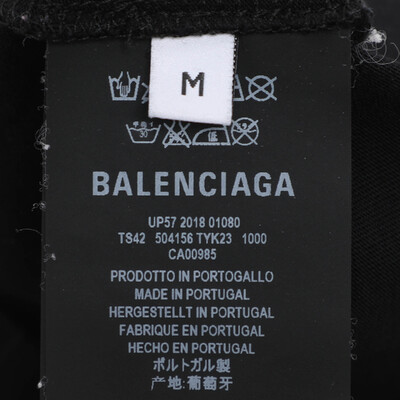 M
30
BALENCIAGA
UP57 2018 01080
TS42 504156 TYK23 1000
CA00985
PRODOTTO IN PORTOGALLO
MADE IN PORTUGAL
HERGESTELLT IN PORTUGAL
FABRIQUE EN PORTUGAL
HECHO EN PORTUGAL
ポルトガル製
产地:葡萄牙